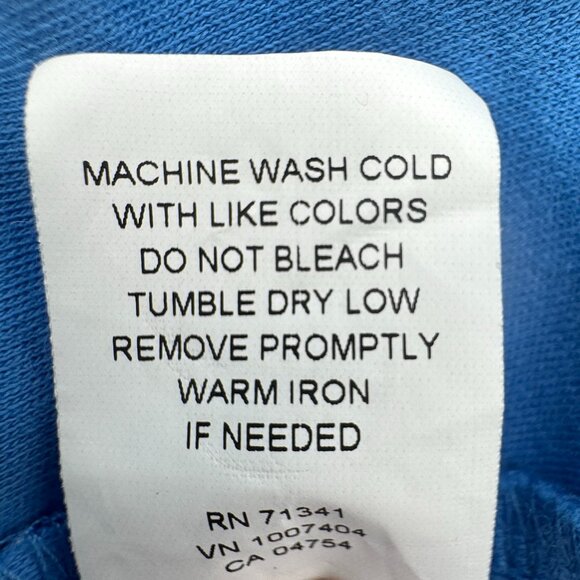 MACHINE WASH COLD
WITH LIKE COLORS
DO NOT BLEACH
TUMBLE DRY LOW
REMOVE PROMPTLY
WARM IRON
IF NEEDED
RN 71341
VN 1007404
CA 04754